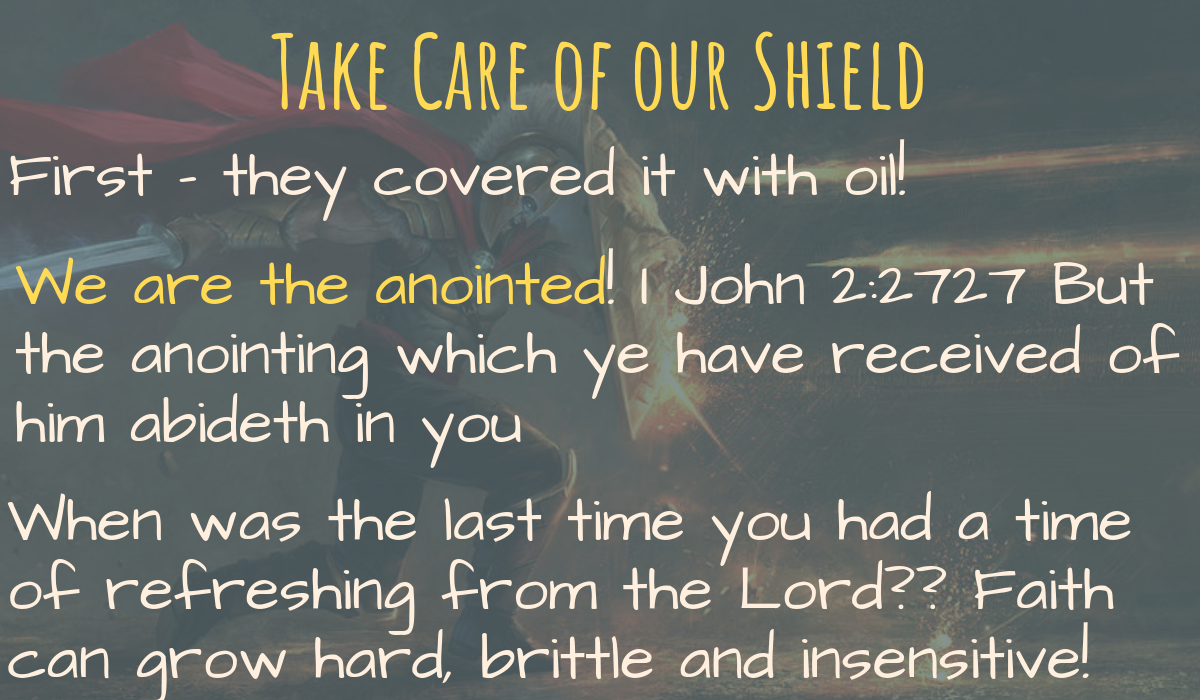 Take Care of our Shield
First - they covered it with oil!
We are the anointed! 1 John 2:2727 But
the anointing which ye have received of
him abideth in you
When was the last time you had a time
of refreshing from the Lord?? Faith
can grow hard, brittle and insensitive!